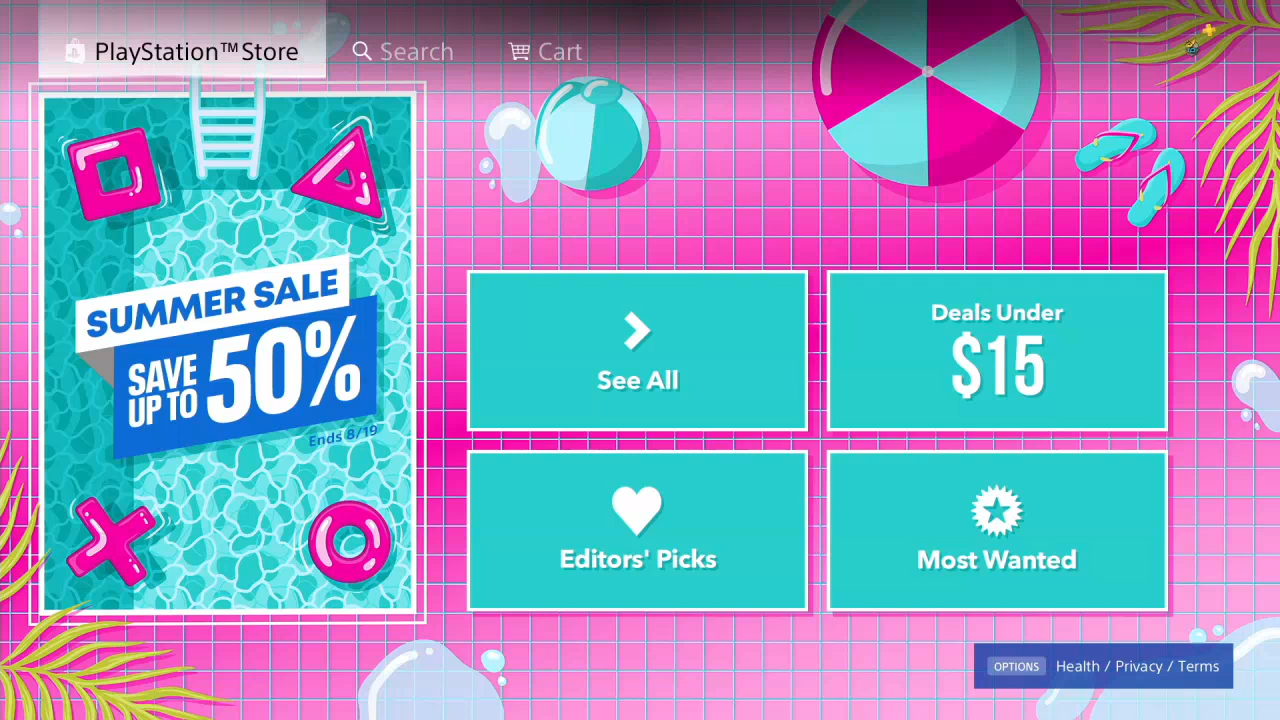 PlayStation™Store
Search
Cart
SUMMER SALE
SAVE
UP TO
50%
Ends 8/19
See All
Deals Under
$15
Editors' Picks
Most Wanted
OPTIONS Health / Privacy / Terms